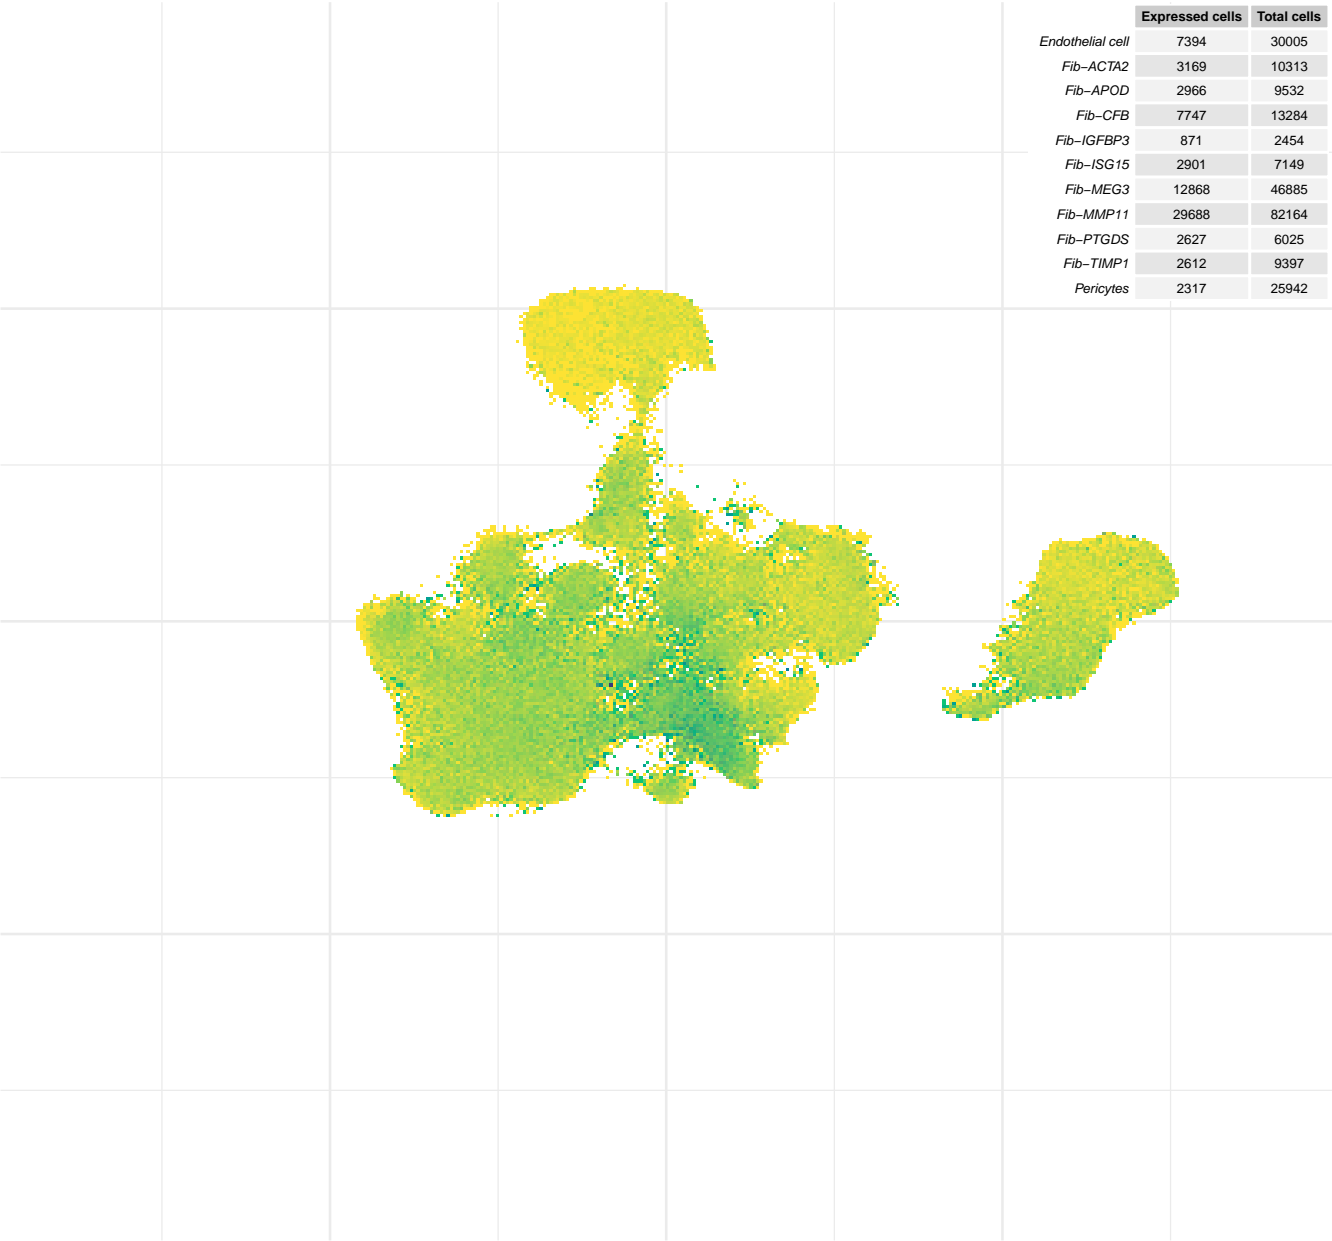 Expressed cells Total cells
Endothelial cell 7394 30005
Fib−ACTA2 3169 10313
Fib−APOD 2966 9532
Fib−CFB 7747 13284
Fib−IGFBP3 871 2454
Fib−ISG15 2901 7149
Fib−MEG3 12868 46885
Fib−MMP11 29688 82164
Fib−PTGDS 2627 6025
Fib−TIMP1 2612 9397
Pericytes 2317 25942